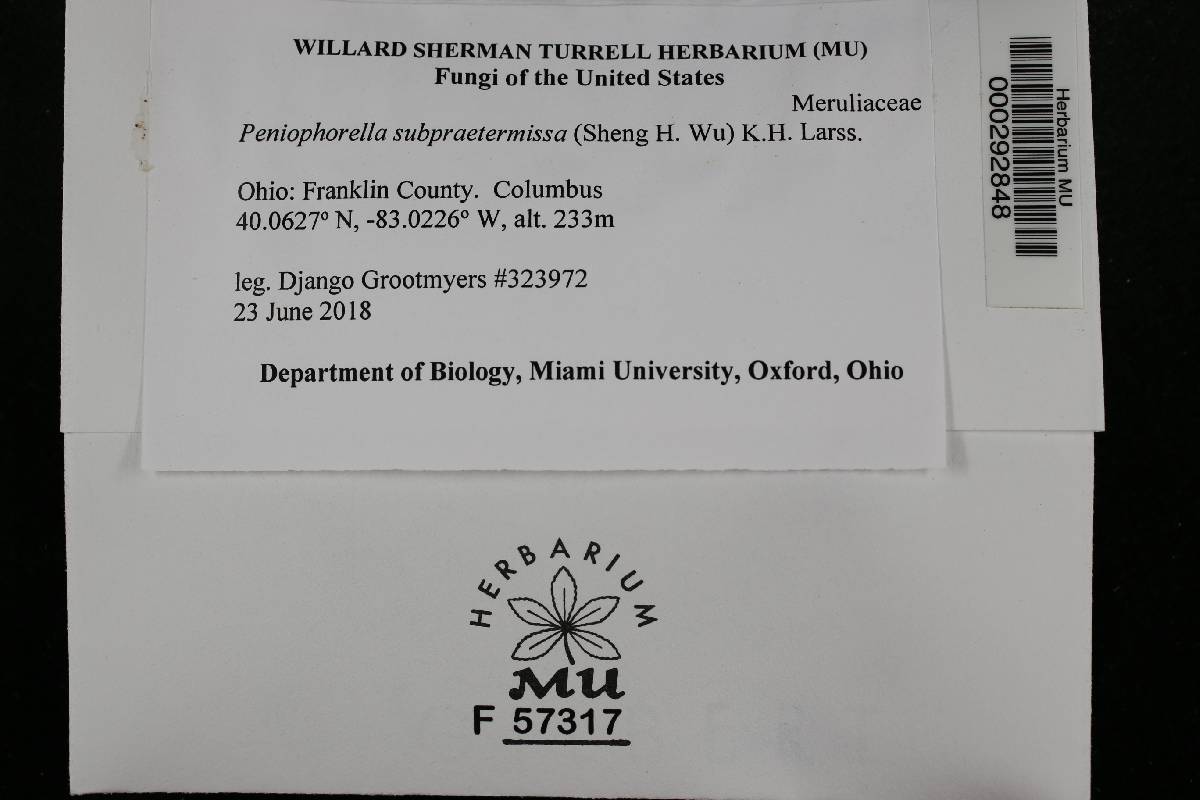 WILLARD SHERMAN TURRELL HERBARIUM (MU)
Fungi of the United States
Meruliaceae
Peniophorella subpraetermissa (Sheng H. Wu) K.H. Larss.
Ohio: Franklin County. Columbus
40.0627º N, -83.0226º W, alt. 233m
leg. Django Grootmyers #323972
23 June 2018
Department of Biology, Miami University, Oxford, Ohio
Herbarium MU
000292848
HERBARIUM
MU
F 57317